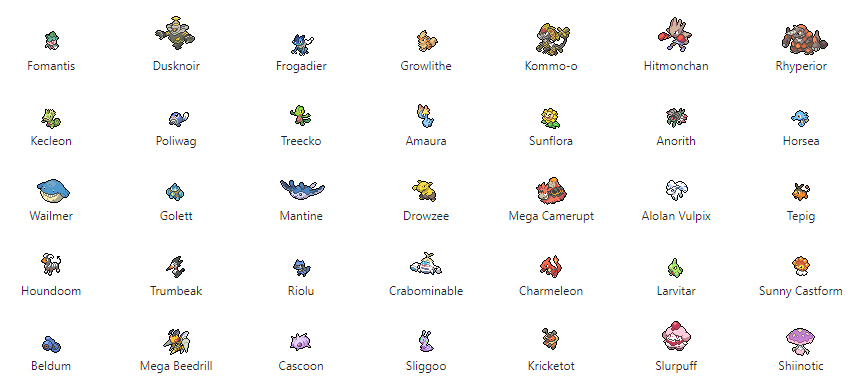 Fomantis Dusknoir Frogadier Growlithe Kommo-o Hitmonchan Rhyperior
Kecleon Poliwag Treecko Amaura Sunflora Anorith Horsea
Wailmer Golett Mantine Drowzee Mega Camerupt Alolan Vulpix Tepig
Houndoom Trumbeak Riolu Crabominable Charmeleon Larvitar Sunny Castform
Beldum Mega Beedrill Cascoon Sliggoo Kricketot Slurpuff Shiinotic